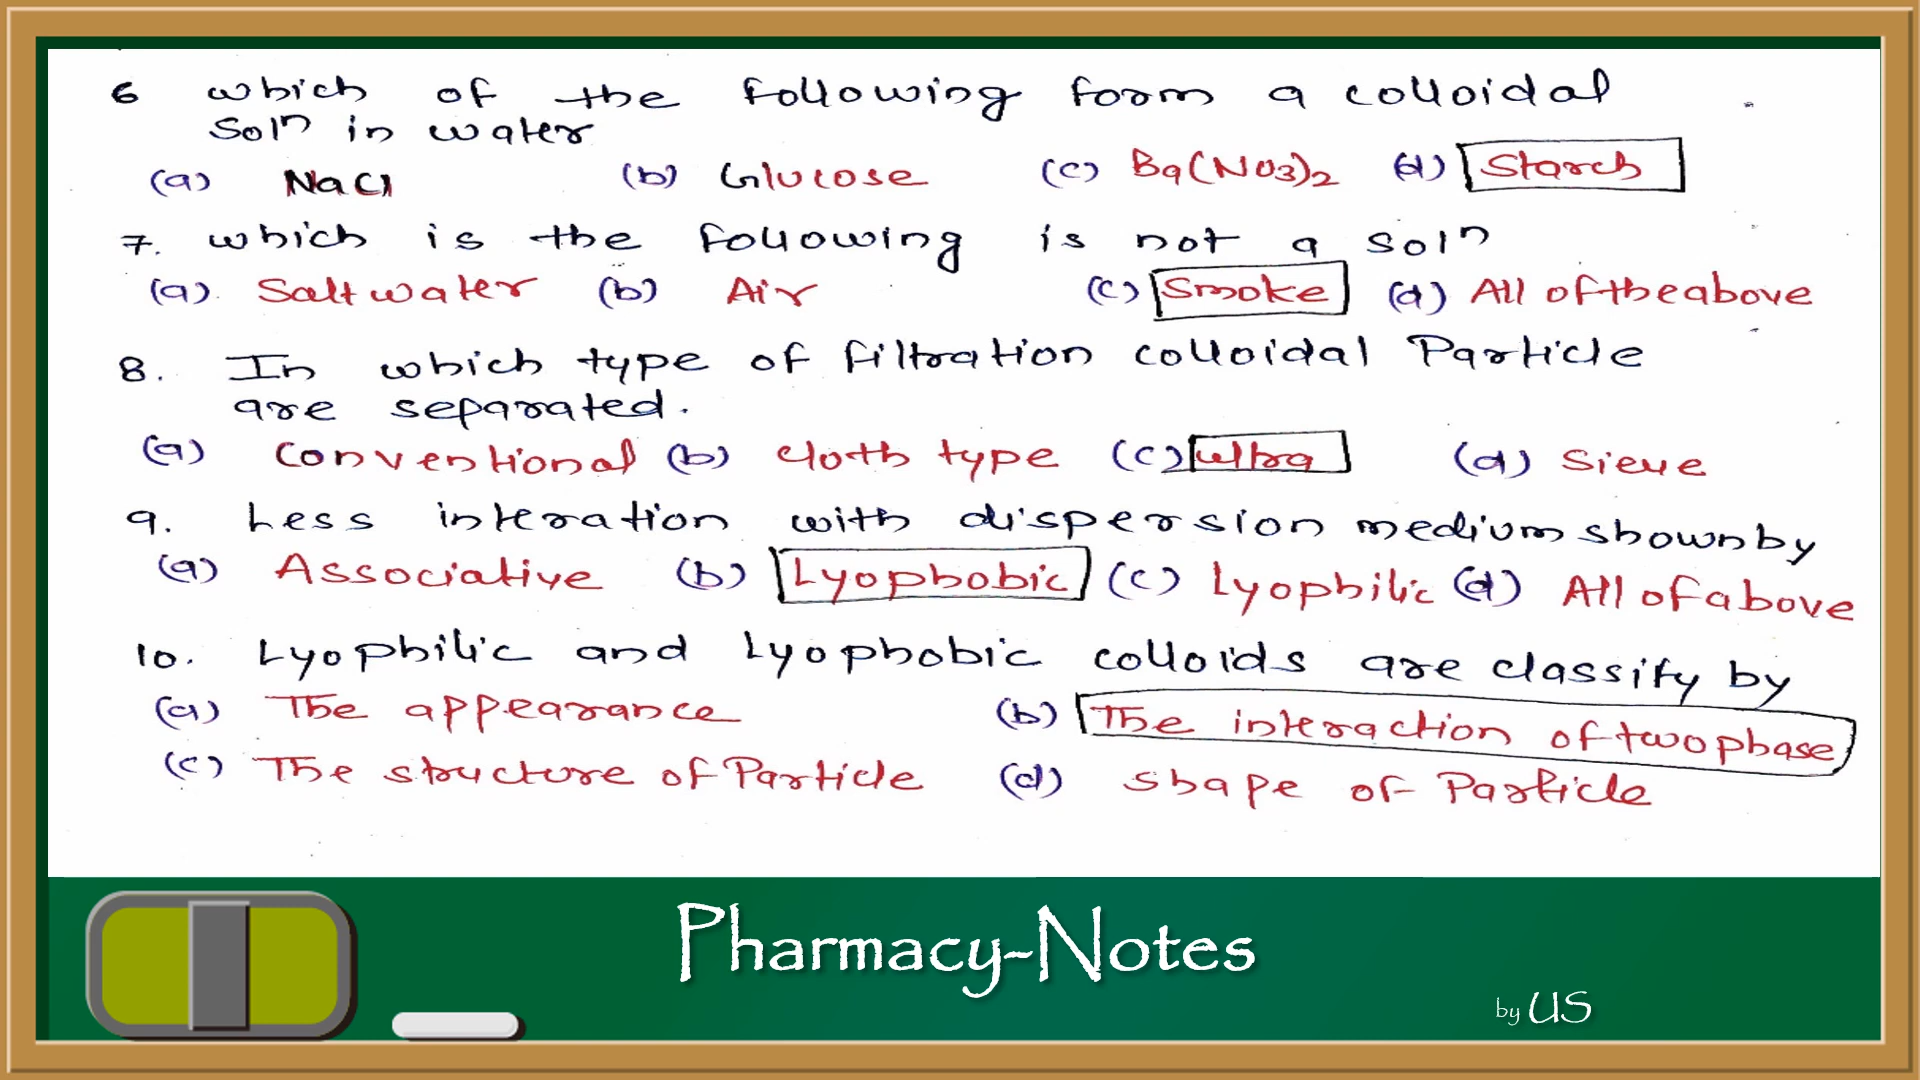 6 which of the following form a colloidal
Solⁿ in water
(a) NaCl (b) Glucose (c) Ba(NO3)2 (d) Starch
7. which is the following is not a Solⁿ
(a). Saltwater (b) Air (c) Smoke (d) All of the above
8. In which type of filtration colloidal Particle
are separated.
(a) Conventional (b) cloth type (c) ultra (d) Sieve
9. Less interation with dispersion medium shown by
(a) Associative (b) Lyophobic (c) Lyophilic (d) All of above
10. Lyophilic and Lyophobic colloids are classify by
(a) The appearance (b) The interaction of two phase
(c) The structure of Particle (d) shape of Particle
Pharmacy-Notes
by US